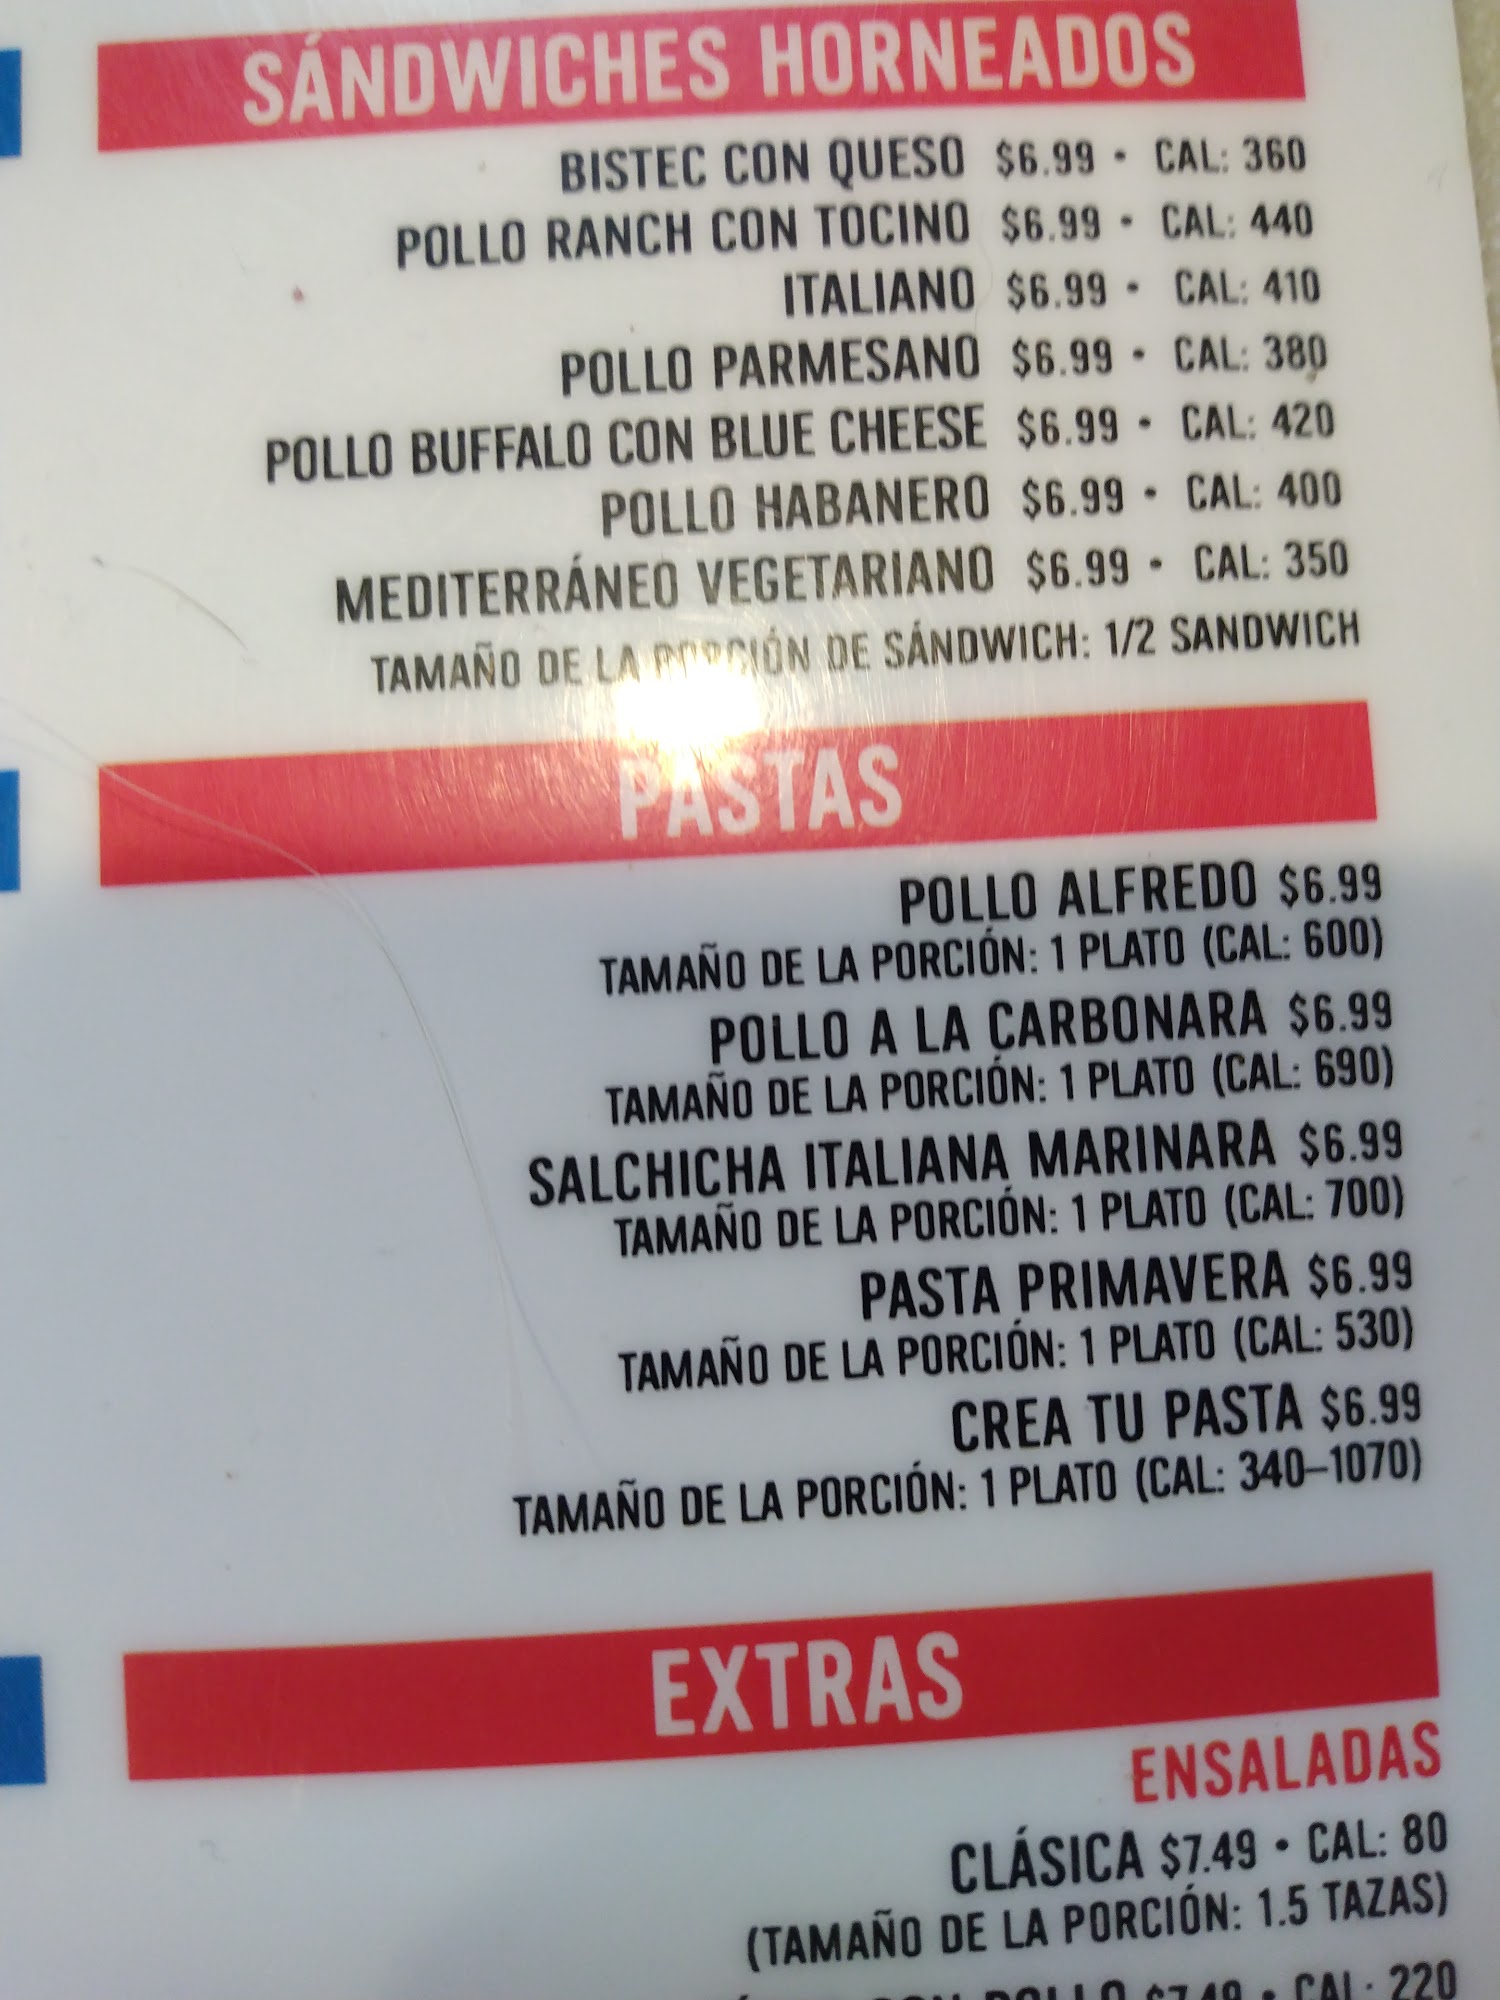 SÁNDWICHES HORNEADOS
BISTEC CON QUESO $6.99 • CAL: 360
POLLO RANCH CON TOCINO $6.99 • CAL: 440
ITALIANO $6.99 • CAL: 410
POLLO PARMESANO $6.99 • CAL: 380
POLLO BUFFALO CON BLUE CHEESE $6.99 • CAL: 420
POLLO HABANERO $6.99 • CAL: 400
MEDITERRÁNEO VEGETARIANO $6.99 • CAL: 350
TAMAÑO DE LA PORCIÓN DE SÁNDWICH: 1/2 SANDWICH
PASTAS
POLLO ALFREDO $6.99
TAMAÑO DE LA PORCIÓN: 1 PLATO (CAL: 600)
POLLO A LA CARBONARA $6.99
TAMAÑO DE LA PORCIÓN: 1 PLATO (CAL: 690)
SALCHICHA ITALIANA MARINARA $6.99
TAMAÑO DE LA PORCIÓN: 1 PLATO (CAL: 700)
PASTA PRIMAVERA $6.99
TAMAÑO DE LA PORCIÓN: 1 PLATO (CAL: 530)
CREA TU PASTA $6.99
TAMAÑO DE LA PORCIÓN: 1 PLATO (CAL: 340–1070)
EXTRAS
ENSALADAS
CLÁSICA $7.49 • CAL: 80
(TAMAÑO DE LA PORCIÓN: 1.5 TAZAS)
CON POLLO $7.49 • CAL: 220